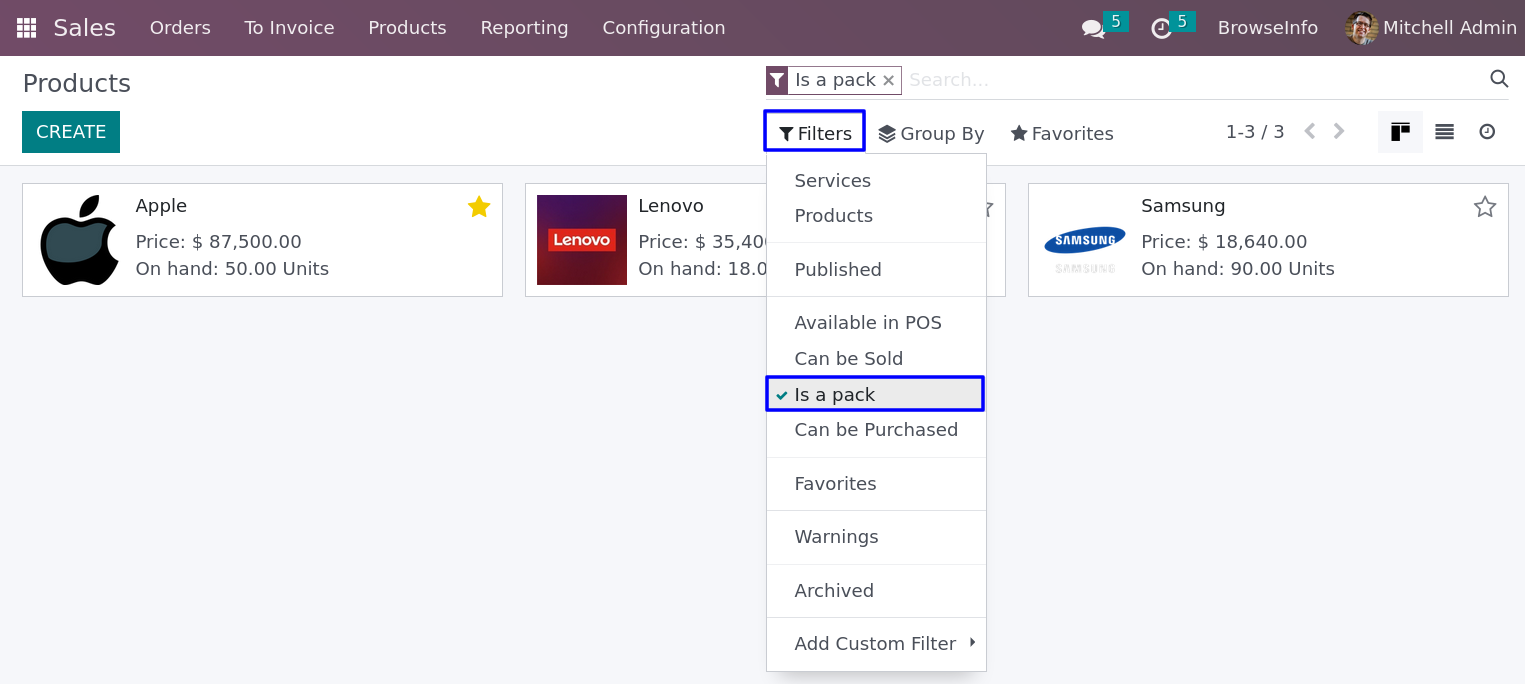 Sales Orders To Invoice Products Reporting Configuration 5 5 BrowseInfo Mitchell Admin
Products
Is a pack × Search...
CREATE
Filters Group By Favorites 1-3 / 3
Apple
Price: $ 87,500.00
On hand: 50.00 Units
Lenovo
Lenovo
Price: $ 35,40
On hand: 18.0
SAMSUNG
SAMSUNG
Samsung
Price: $ 18,640.00
On hand: 90.00 Units
Services
Products
Published
Available in POS
Can be Sold
Is a pack
Can be Purchased
Favorites
Warnings
Archived
Add Custom Filter